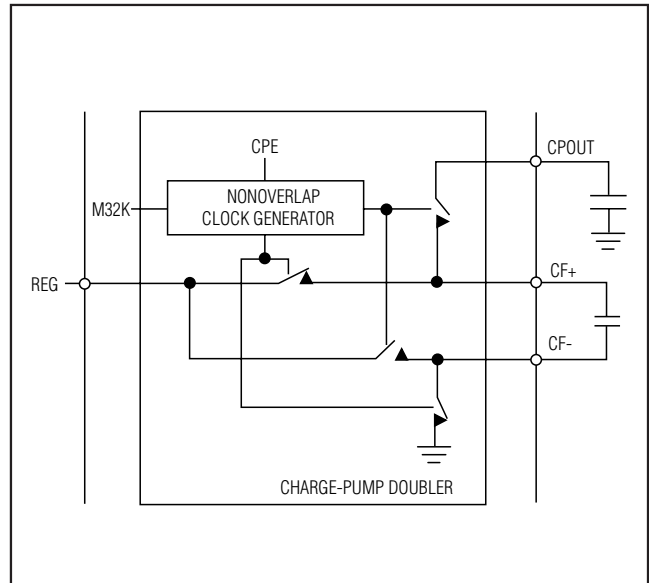 CPE
CPOUT
NONOVERLAP
CLOCK GENERATOR
M32K
REG
CF+
CF-
CHARGE-PUMP DOUBLER